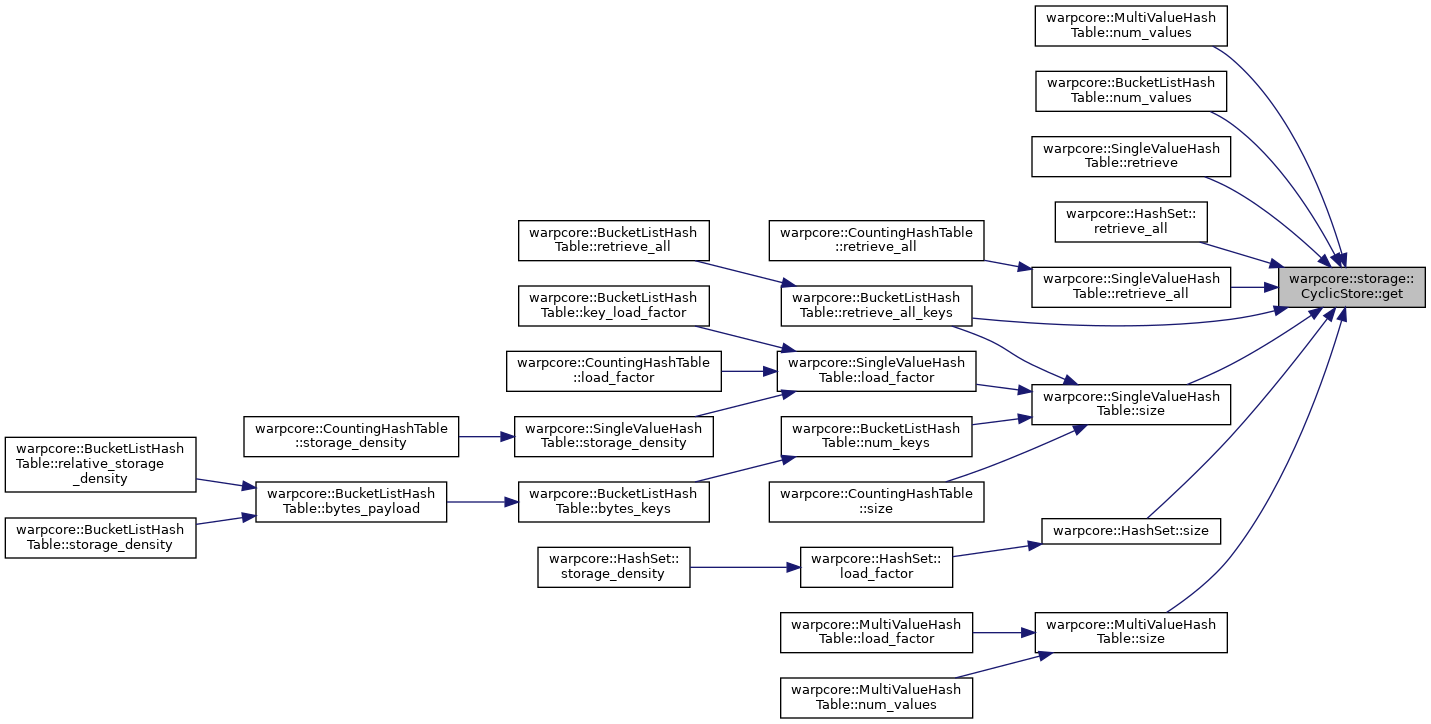 warpcore::MultiValueHash
Table::num_values
warpcore::BucketListHash
Table::num_values
warpcore::SingleValueHash
Table::retrieve
warpcore::HashSet::
retrieve_all
warpcore::BucketListHash
Table::retrieve_all
warpcore::CountingHashTable
::retrieve_all
warpcore::SingleValueHash
Table::retrieve_all
warpcore::storage::
CyclicStore::get
warpcore::BucketListHash
Table::key_load_factor
warpcore::BucketListHash
Table::retrieve_all_keys
warpcore::CountingHashTable
::load_factor
warpcore::SingleValueHash
Table::load_factor
warpcore::SingleValueHash
Table::size
warpcore::CountingHashTable
::storage_density
warpcore::SingleValueHash
Table::storage_density
warpcore::BucketListHash
Table::num_keys
warpcore::BucketListHash
Table::relative_storage
_density
warpcore::BucketListHash
Table::bytes_payload
warpcore::BucketListHash
Table::bytes_keys
warpcore::CountingHashTable
::size
warpcore::BucketListHash
Table::storage_density
warpcore::HashSet::size
warpcore::HashSet::
storage_density
warpcore::HashSet::
load_factor
warpcore::MultiValueHash
Table::load_factor
warpcore::MultiValueHash
Table::size
warpcore::MultiValueHash
Table::num_values